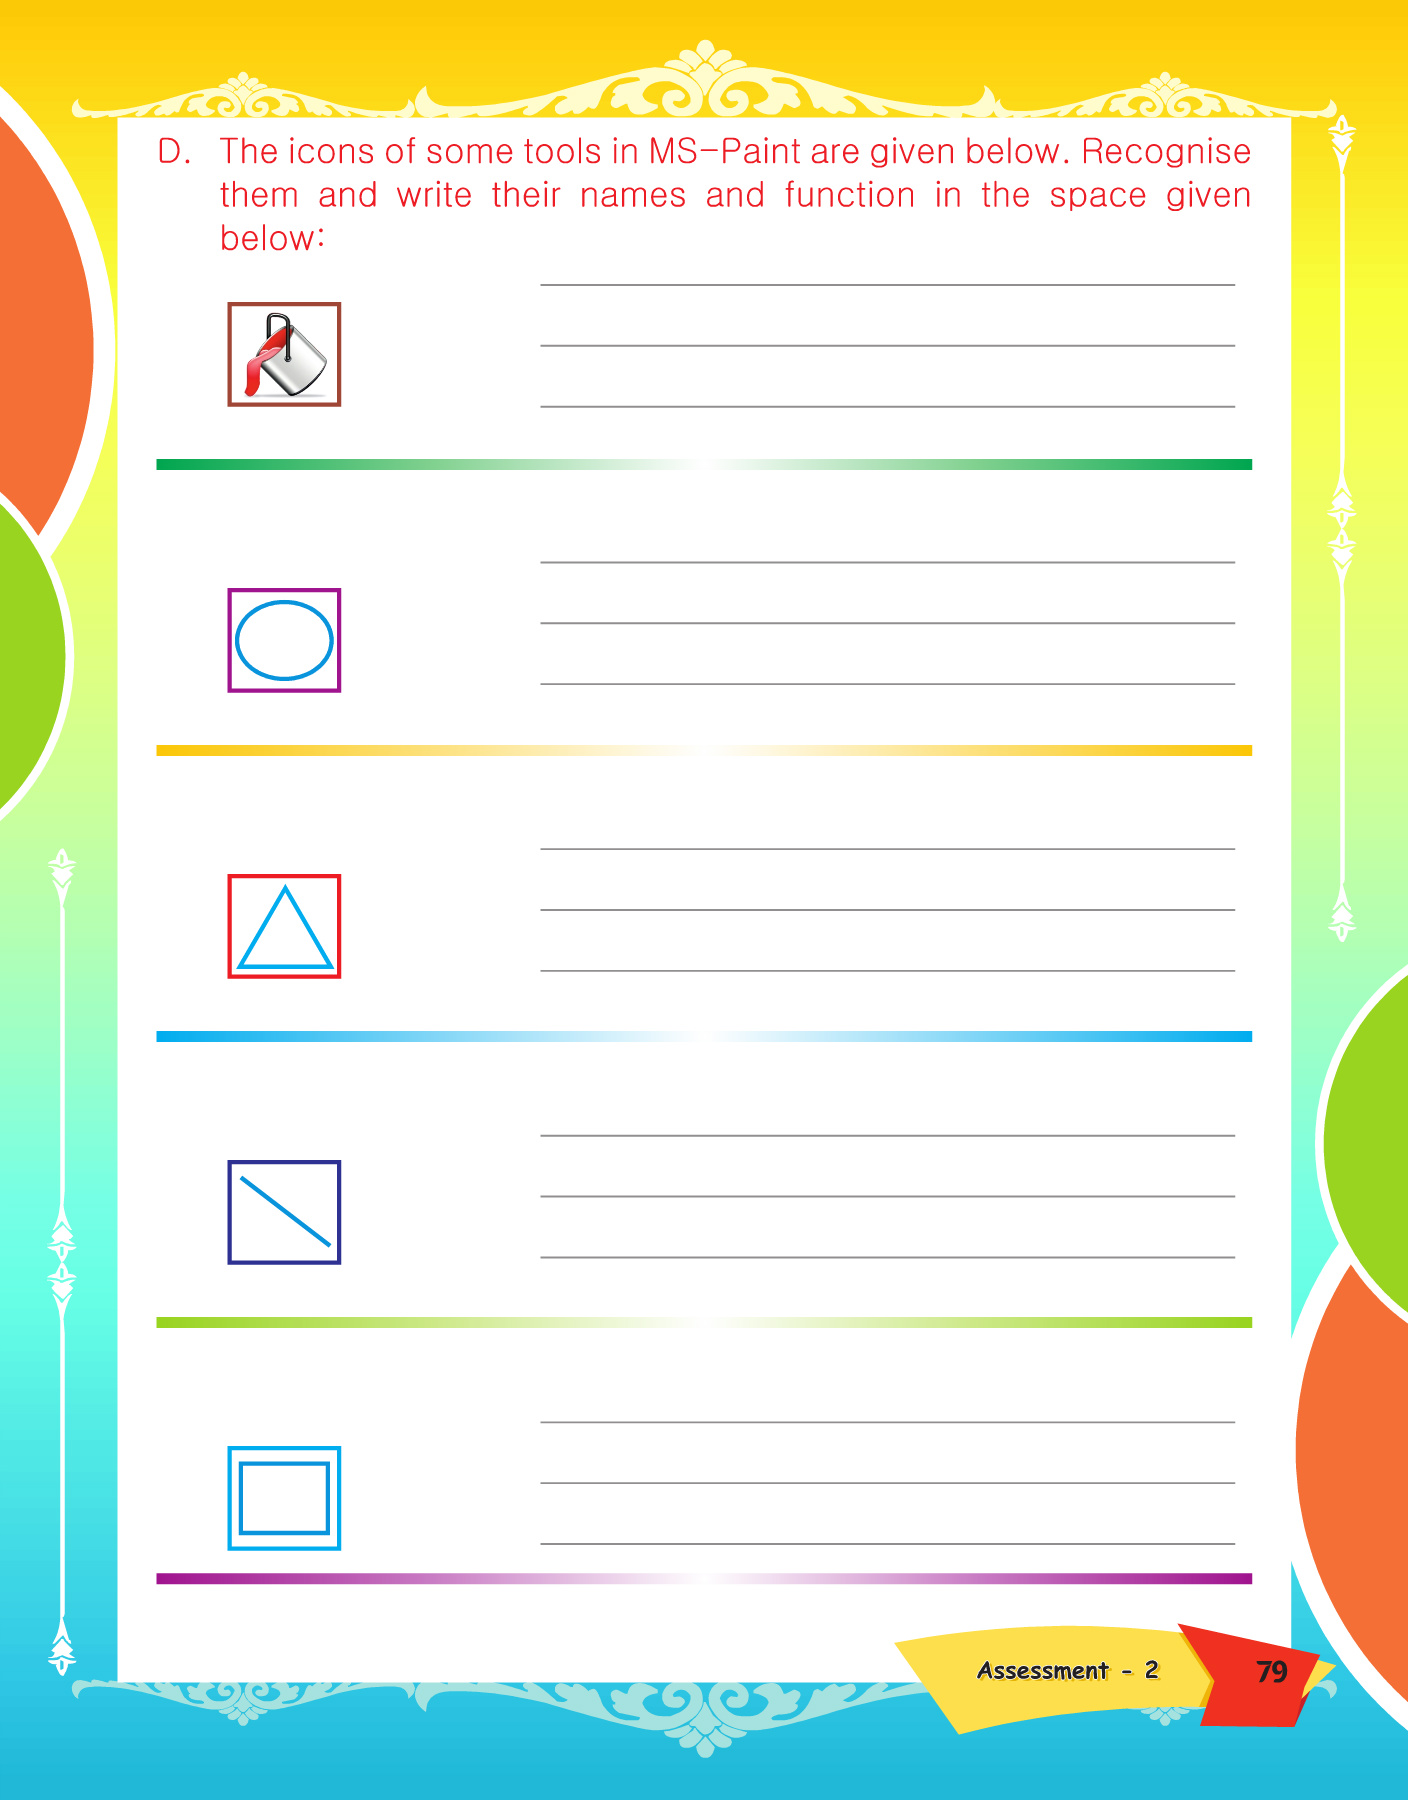 D. The icons of some tools in MS-Paint are given below. Recognise
them and write their names and function in the space given
below:
Assessment - 2
79